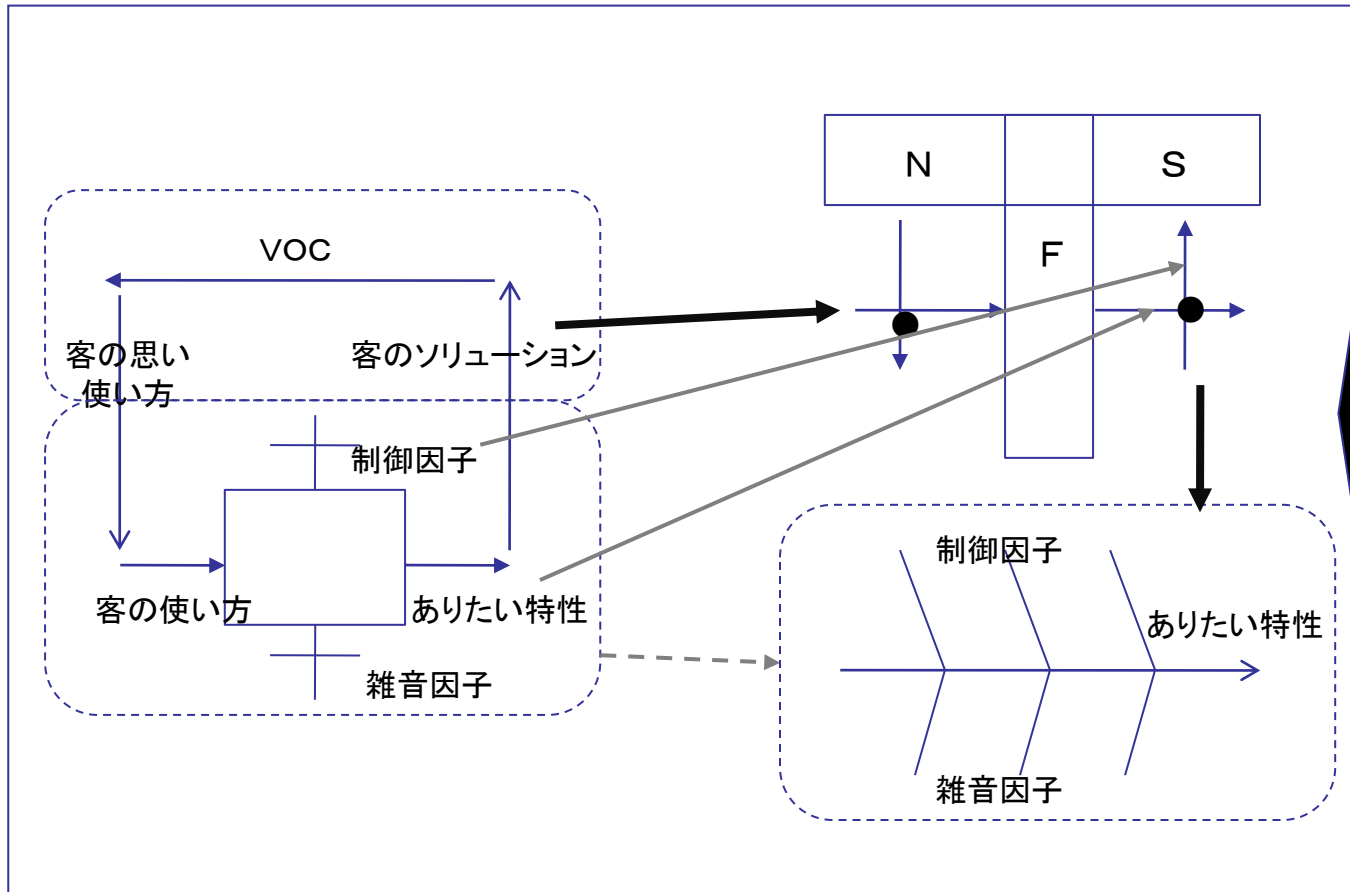 N
S
VOC
F
客の思い
使い方
客のソリューション
制御因子
客の使い方
ありたい特性
雑音因子
制御因子
ありたい特性
雑音因子